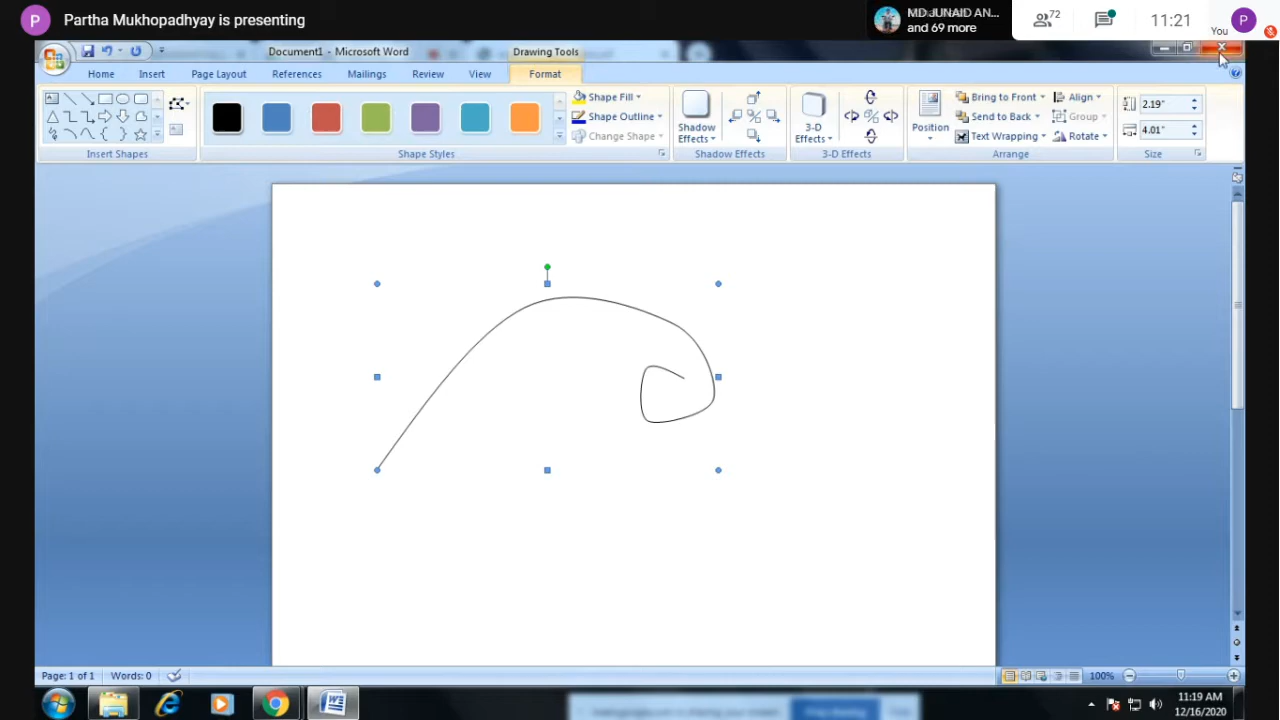 P Partha Mukhopadhyay is presenting
MD JUNAID AN...
and 69 more
72
11:21
P
You
Document1 - Microsoft Word
Drawing Tools
Home Insert Page Layout References Mailings Review View Format
Shape Fill
Shape Outline
Change Shape
Shadow
Effects
3-D
Effects
Position
Bring to Front
Send to Back
Text Wrapping
Align
Group
Rotate
2.19"
4.01"
Insert Shapes Shape Styles Shadow Effects 3-D Effects Arrange Size
Page: 1 of 1 Words: 0
100%
11:19 AM
12/16/2020